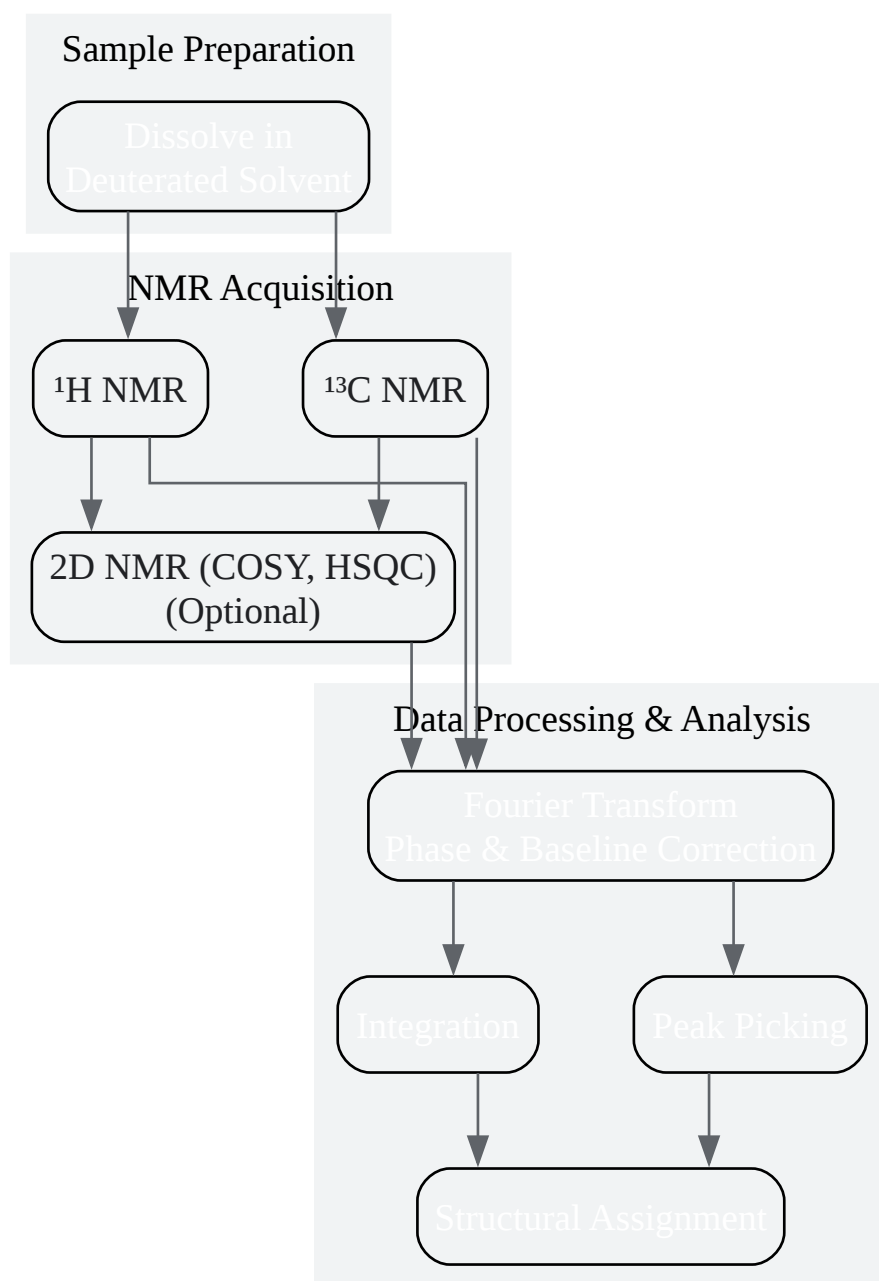 Sample Preparation
Dissolve in
Deuterated Solvent
NMR Acquisition
¹H NMR
¹³C NMR
2D NMR (COSY, HSQC)
(Optional)
Data Processing & Analysis
Fourier Transform
Phase & Baseline Correction
Integration
Peak Picking
Structural Assignment